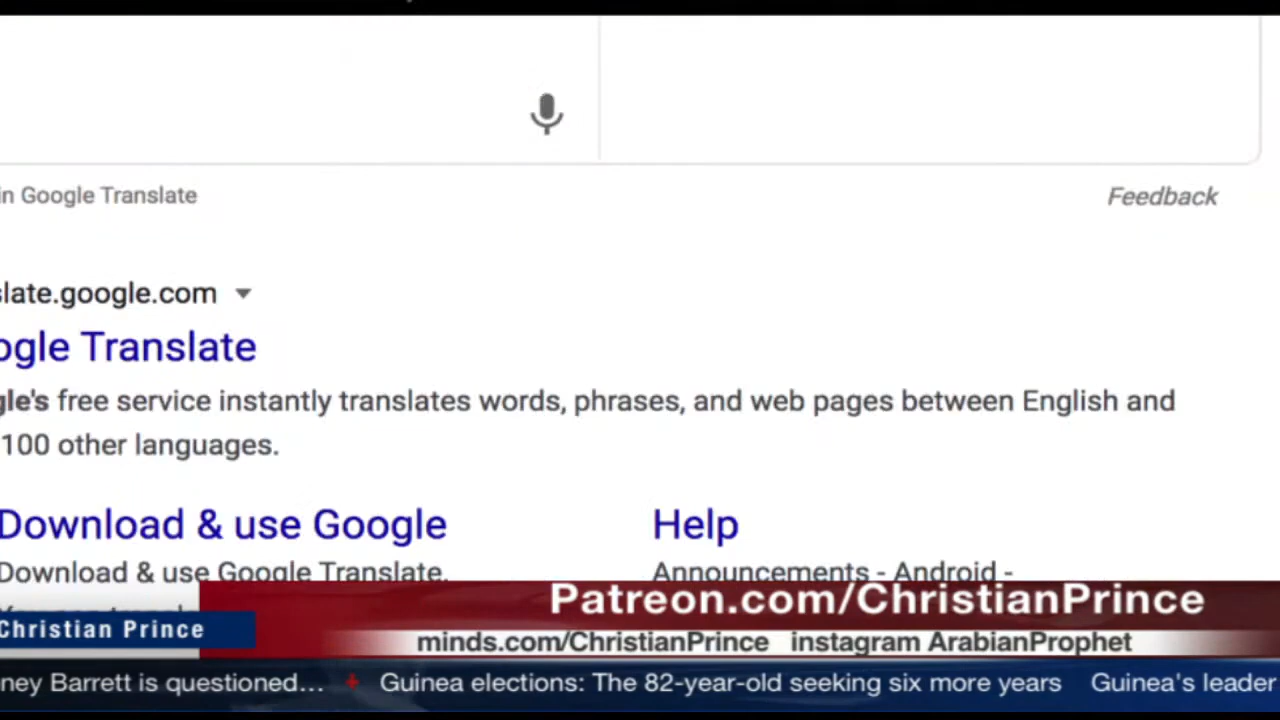 in Google Translate
Feedback
late.google.com
ogle Translate
gle's free service instantly translates words, phrases, and web pages between English and
100 other languages.
Download & use Google
Help
Download & use Google Translate.
Announcements - Android -
Patreon.com/ChristianPrince
Christian Prince
minds.com/ChristianPrince instagram ArabianProphet
ney Barrett is questioned... Guinea elections: The 82-year-old seeking six more years Guinea's leader